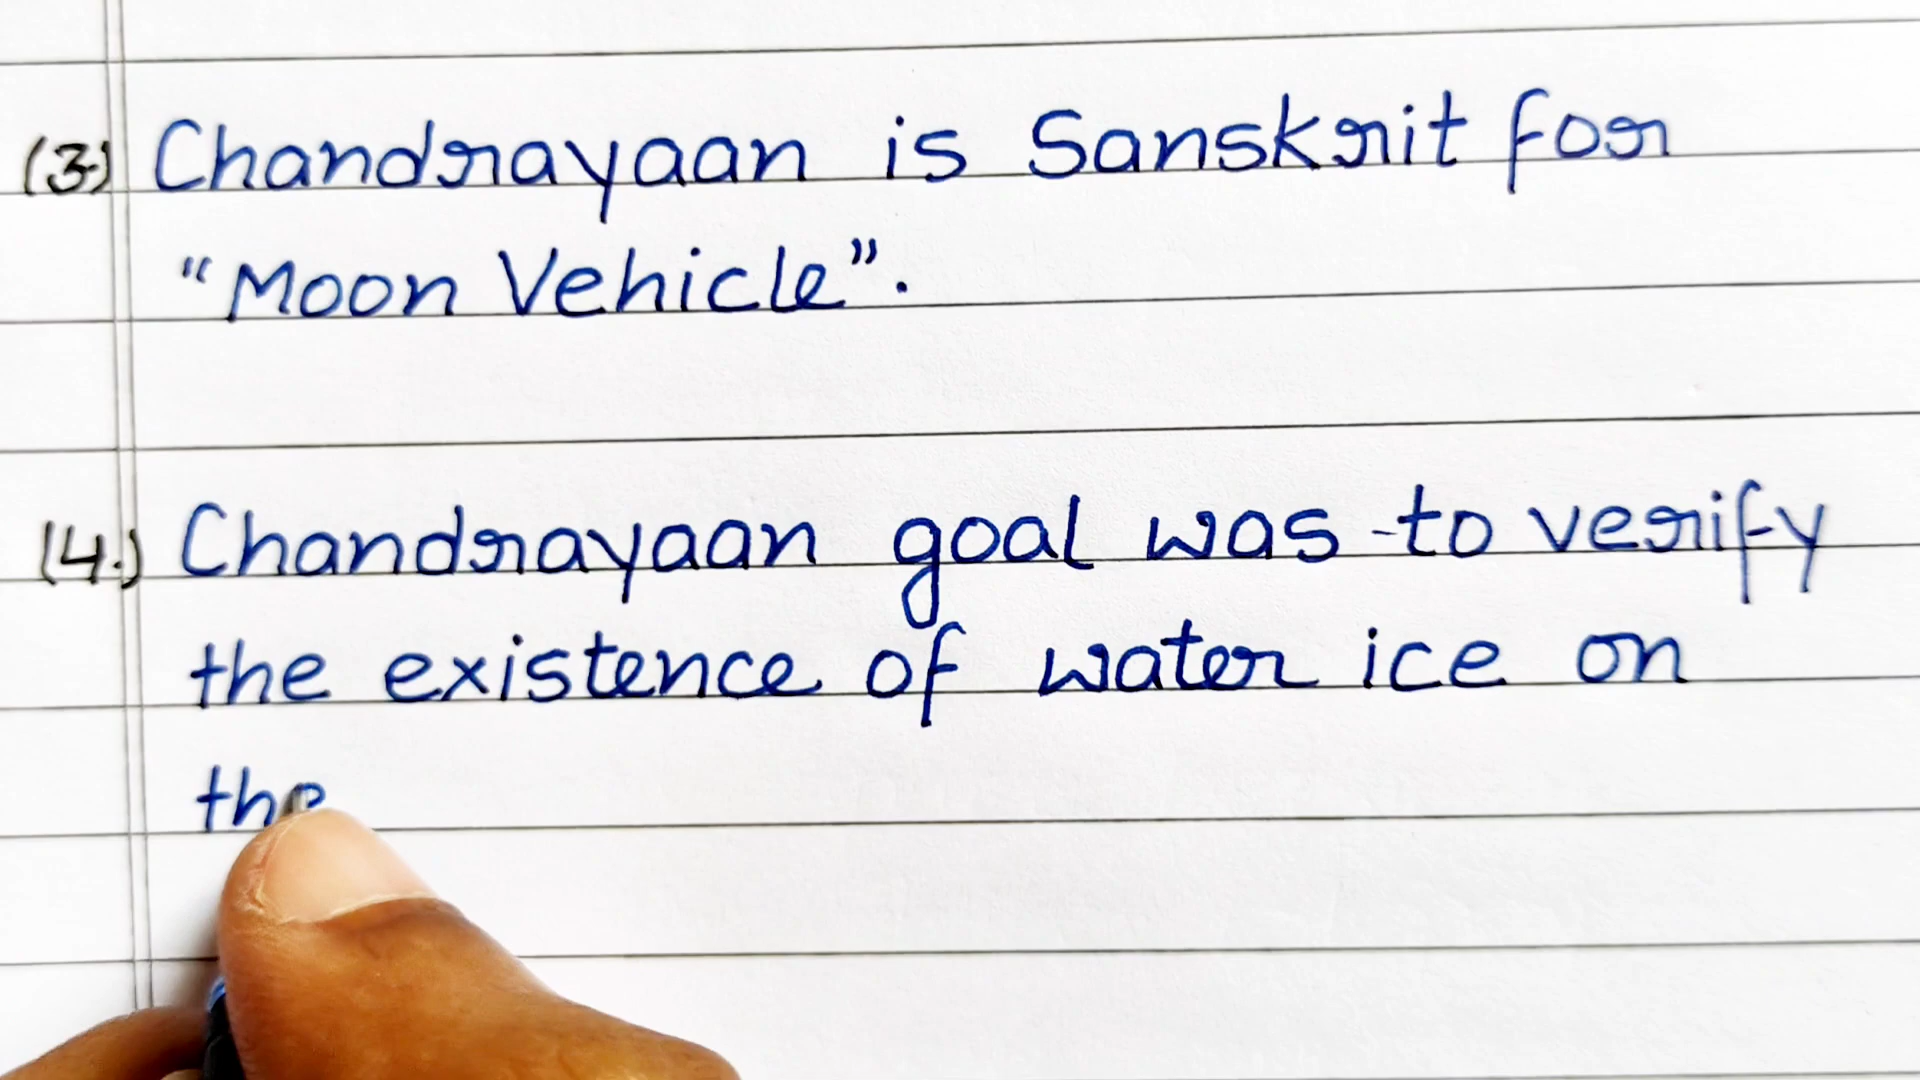 (3.) Chandrayaan is Sanskrit for
"Moon Vehicle".
(4.) Chandrayaan goal was to verify
the existence of water ice on
the